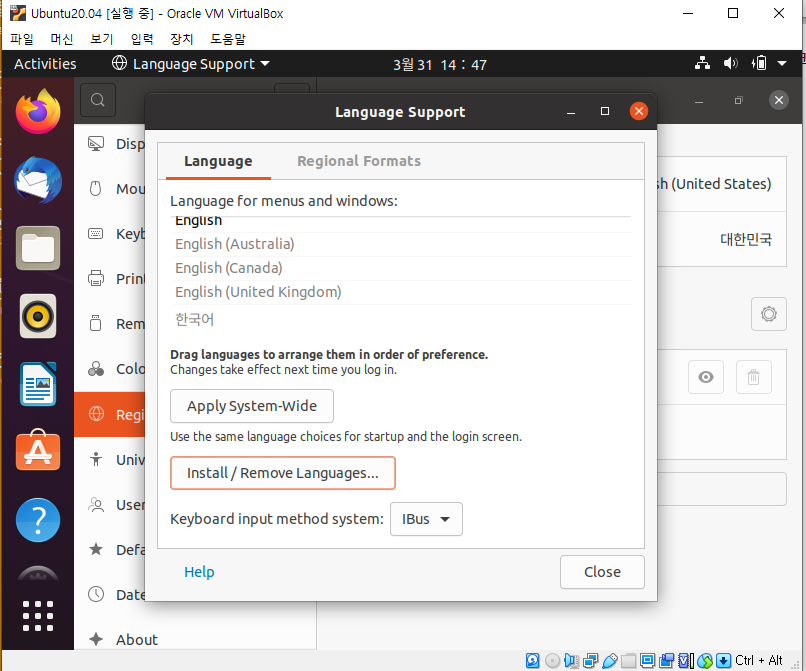 Ubuntu20.04 [실행 중] - Oracle VM VirtualBox
파일 머신 보기 입력 장치 도움말
Activities Language Support 3월 31 14 : 47
Language Support
Language Regional Formats
Language for menus and windows:
English
English (Australia)
English (Canada)
English (United Kingdom)
한국어
Drag languages to arrange them in order of preference.
Changes take effect next time you log in.
Apply System-Wide
Use the same language choices for startup and the login screen.
Install / Remove Languages...
Keyboard input method system: IBus
Help Close
Disp
Mou
Keyb
Print
Rem
Colo
Regi
Univ
User
Defa
Date
About
sh (United States)
대한민국
Ctrl + Alt